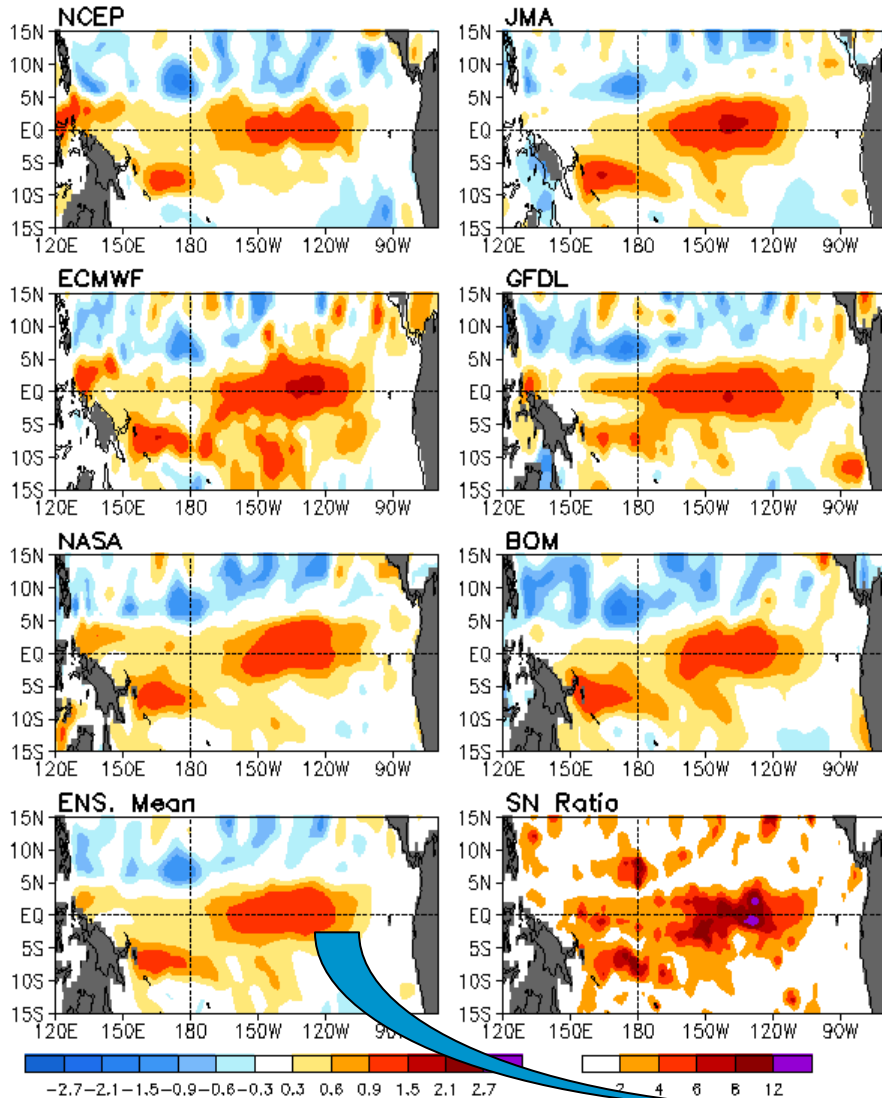 NCEP
15N
10N
5N
EQ
5S
10S
15S
120E 150E 180 150W 120W 90W
JMA
15N
10N
5N
EQ
5S
10S
15S
120E 150E 180 150W 120W 90W
ECMWF
15N
10N
5N
EQ
5S
10S
15S
120E 150E 180 150W 120W 90W
GFDL
15N
10N
5N
EQ
5S
10S
15S
120E 150E 180 150W 120W 90W
NASA
15N
10N
5N
EQ
5S
10S
15S
120E 150E 180 150W 120W 90W
BOM
15N
10N
5N
EQ
5S
10S
15S
120E 150E 180 150W 120W 90W
ENS. Mean
15N
10N
5N
EQ
5S
10S
15S
120E 150E 180 150W 120W 90W
SN Ratio
15N
10N
5N
EQ
5S
10S
15S
120E 150E 180 150W 120W 90W
-2.7 -2.1 -1.5 -0.9 -0.6 -0.3 0.3 0.6 0.9 1.5 2.1 2.7
2 4 6 8 12